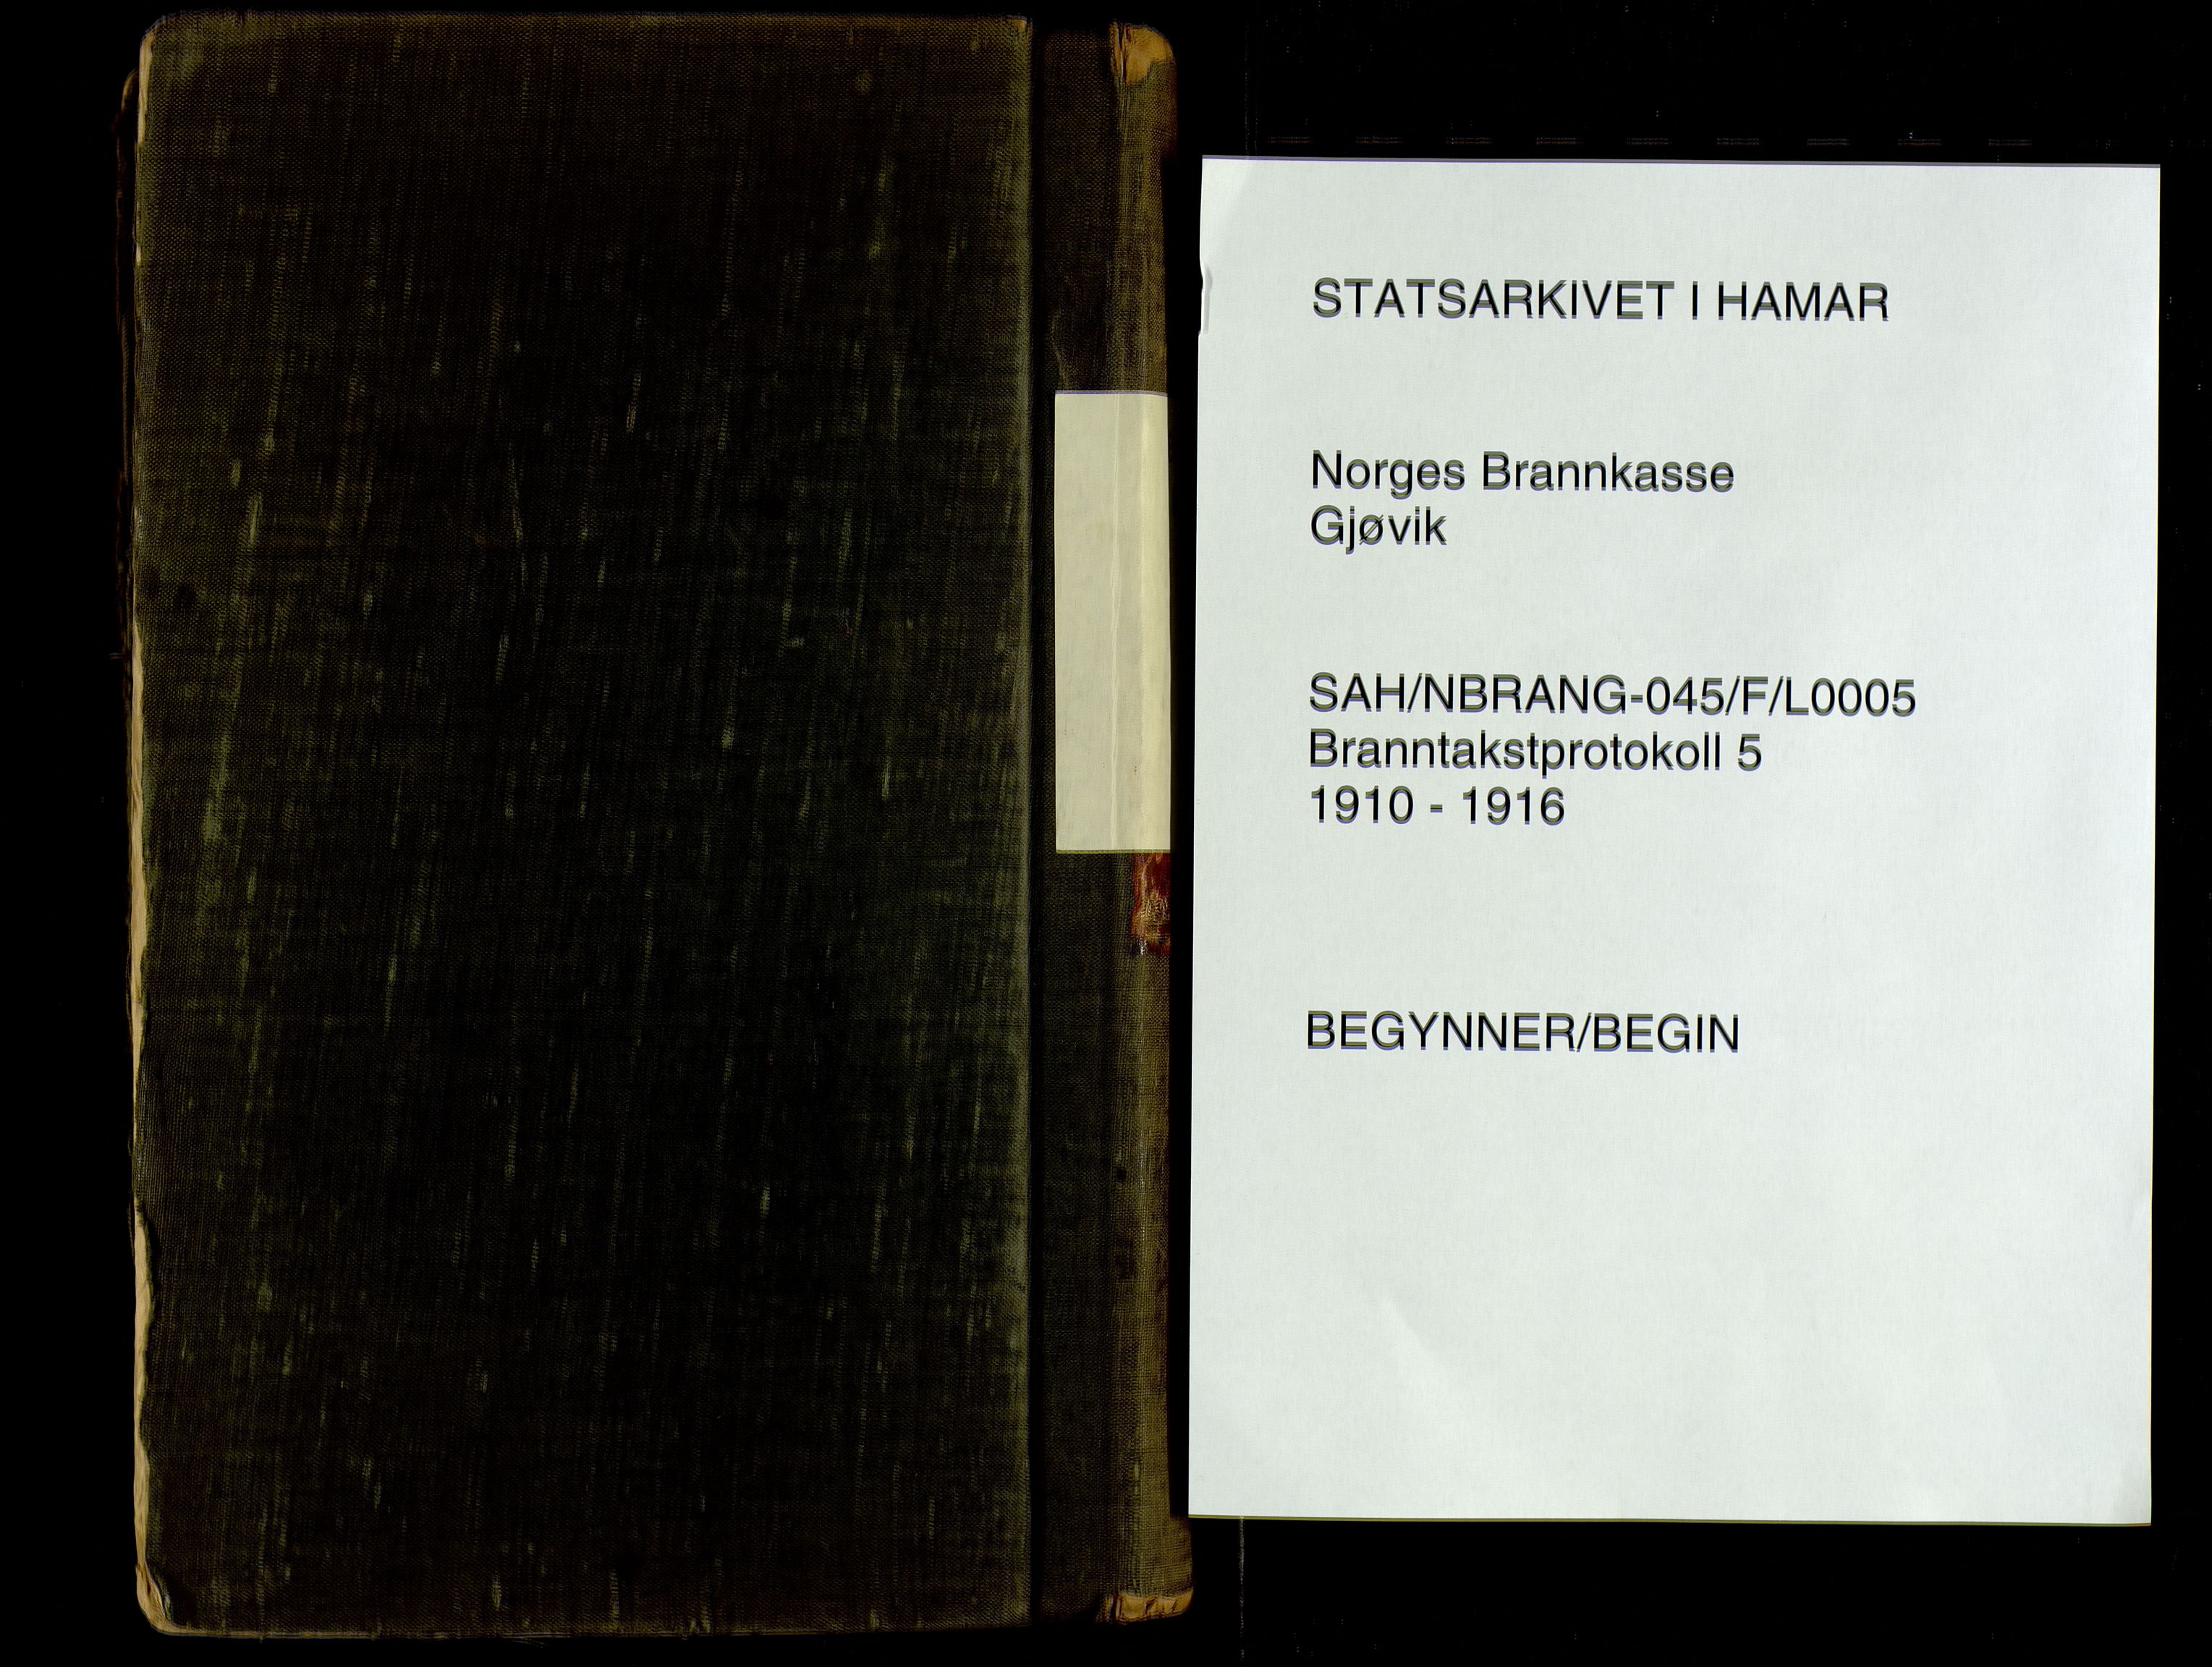 STATSARKIVET I HAMAR
Norges Brannkasse
Gjøvik
SAH/NBRANG-045/F/L0005
Branntakstprotokoll 5
1910 - 1916
BEGYNNER/BEGIN